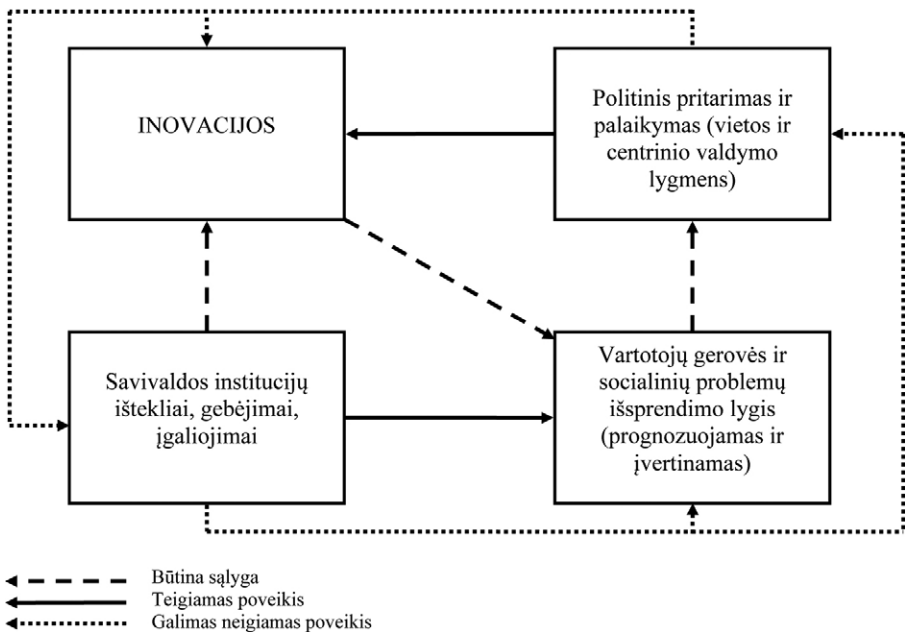 INOVACIJOS
Politinis pritarimas ir
palaikymas (vietos ir
centrinio valdymo
lygmens)
Savivaldos institucijų
ištekliai, gebėjimai,
įgaliojimai
Vartotojų gerovės ir
socialinių problemų
išsprendimo lygis
(prognozuojamas ir
įvertinamas)
Būtina sąlyga
Teigiamas poveikis
Galimas neigiamas poveikis